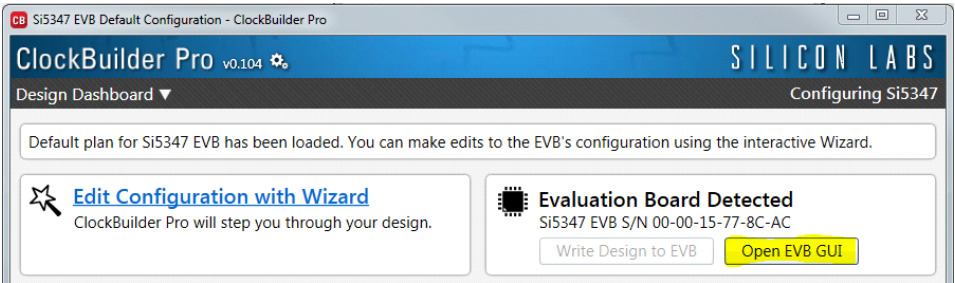 CB Si5347 EVB Default Configuration - ClockBuilder Pro
ClockBuilder Pro v0.104 SILICON LABS
Design Dashboard ▼ Configuring Si5347
Default plan for Si5347 EVB has been loaded. You can make edits to the EVB's configuration using the interactive Wizard.
Edit Configuration with Wizard
ClockBuilder Pro will step you through your design.
Evaluation Board Detected
Si5347 EVB S/N 00-00-15-77-8C-AC
Write Design to EVB Open EVB GUI